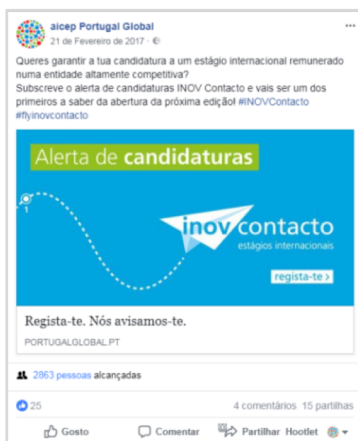 aicep Portugal Global
21 de Fevereiro de 2017 ·
Queres garantir a tua candidatura a um estágio internacional remunerado
numa entidade altamente competitiva?
Subscreve o alerta de candidaturas INOV Contacto e vais ser um dos
primeiros a saber da abertura da próxima edição! #INOVContacto
#flyinovcontacto
Alerta de candidaturas
inov contacto
estágios internacionais
regista-te >
Regista-te. Nós avisamos-te.
PORTUGALGLOBAL.PT
2863 pessoas alcançadas
25 4 comentários 15 partilhas
Gosto Comentar Partilhar Hootlet